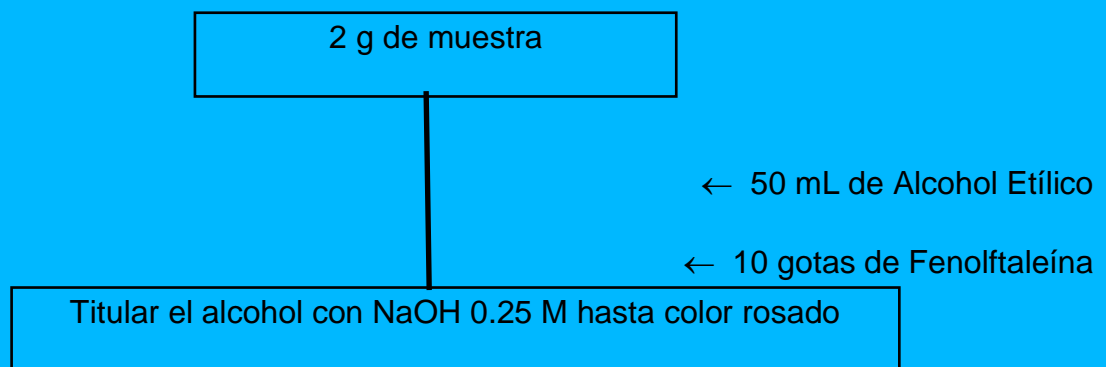 2 g de muestra
← 50 mL de Alcohol Etílico
← 10 gotas de Fenolftaleína
Titular el alcohol con NaOH 0.25 M hasta color rosado